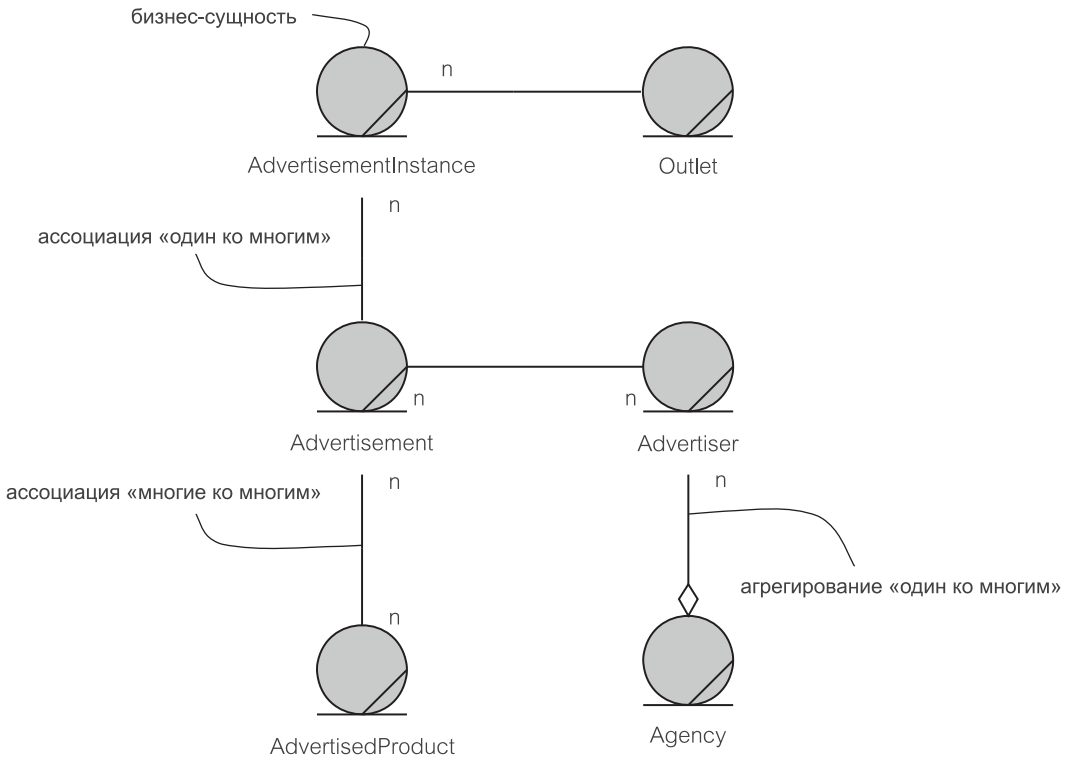 бизнес-сущность
n
AdvertisementInstance
Outlet
n
ассоциация «один ко многим»
n
n
Advertisement
Advertiser
n
n
ассоциация «многие ко многим»
агрегирование «один ко многим»
n
AdvertisedProduct
Agency